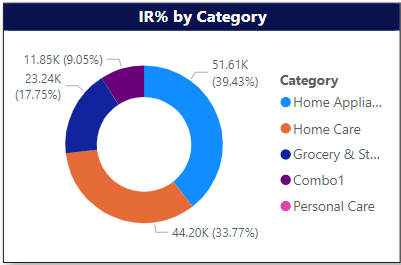 IR% by Category
11.85K (9.05%)
23.24K
(17.75%)
51.61K
(39.43%)
44.20K (33.77%)
Category
Home Applia...
Home Care
Grocery & St...
Combo1
Personal Care